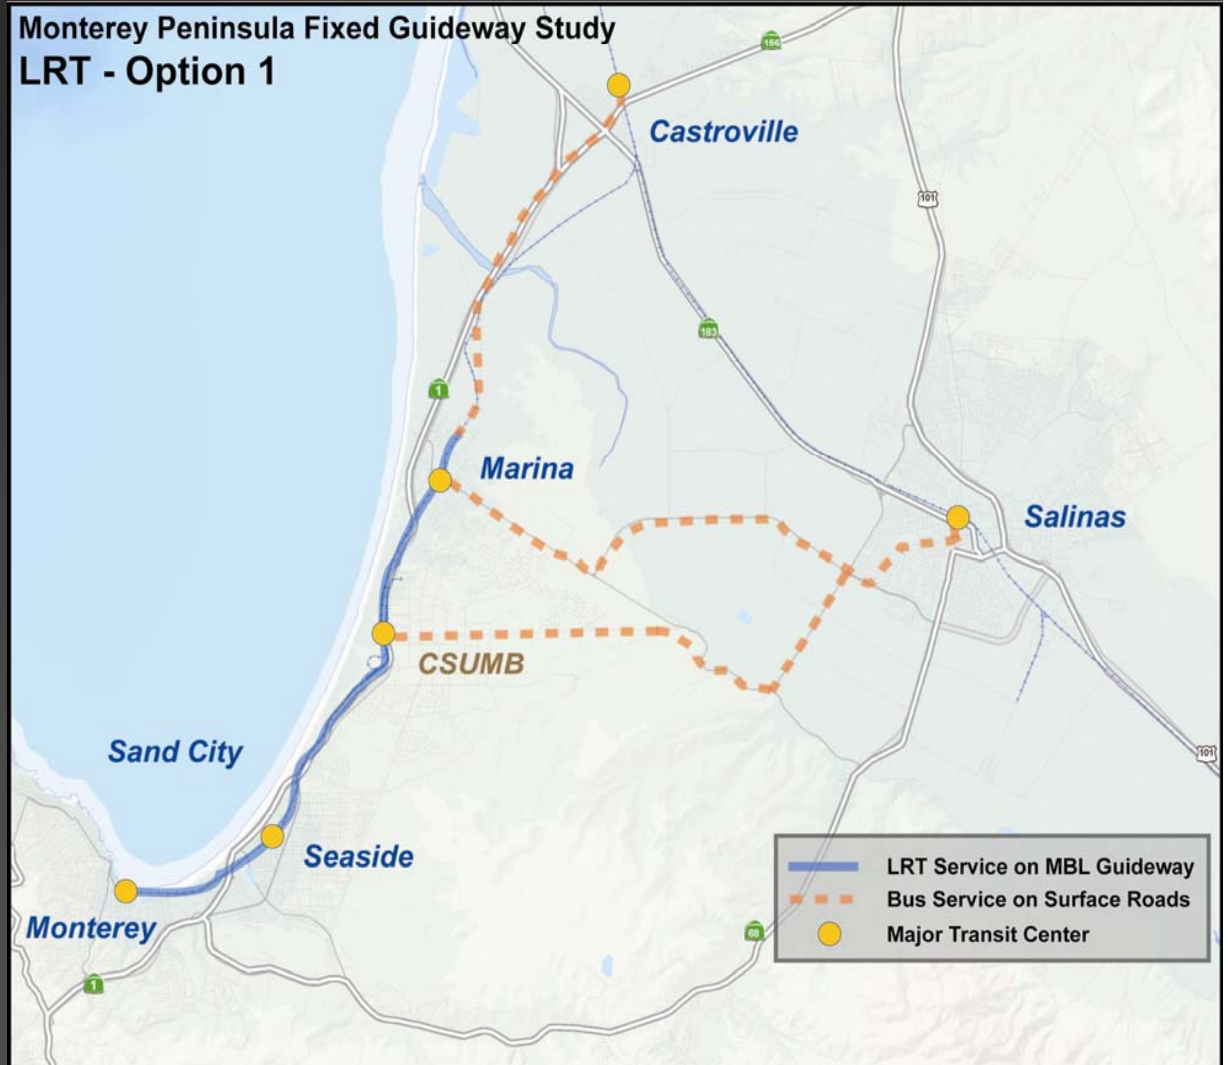 Monterey Peninsula Fixed Guideway Study
LRT - Option 1
156
Castroville
101
183
1
Marina
Salinas
CSUMB
Sand City
101
Seaside
LRT Service on MBL Guideway
Bus Service on Surface Roads
Major Transit Center
Monterey
68
1